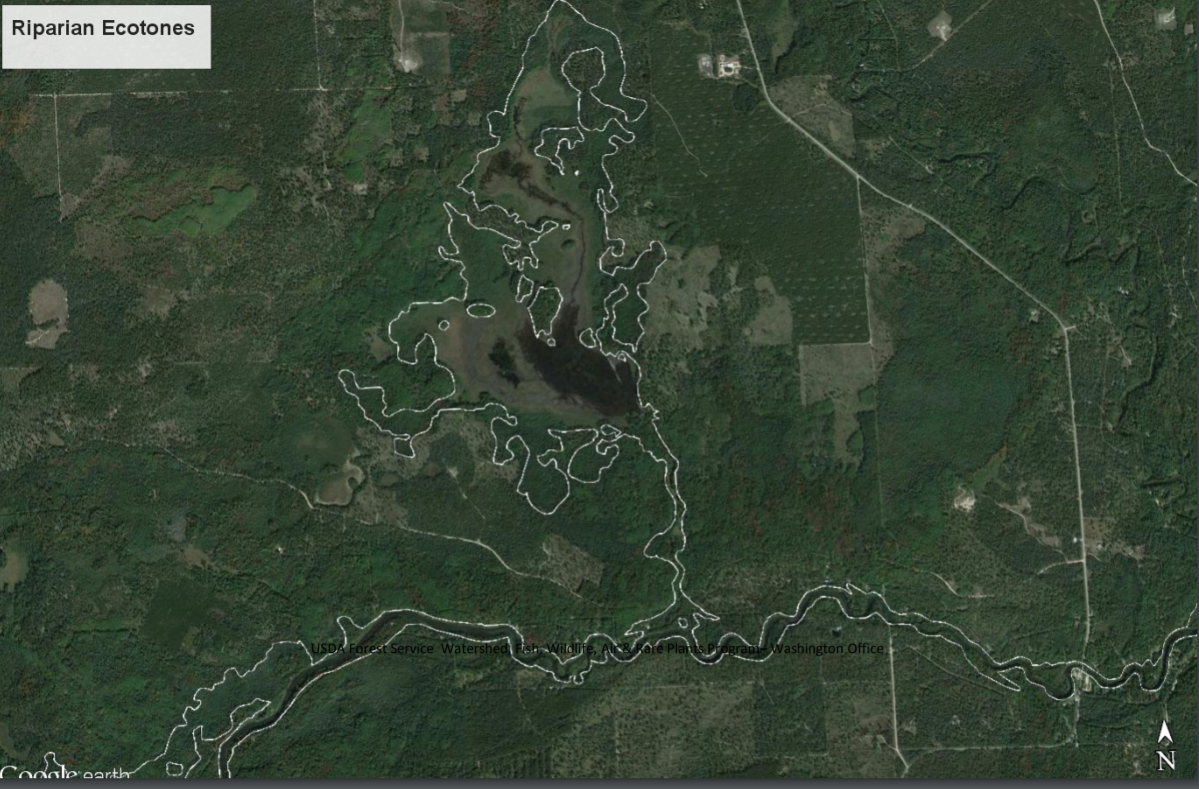 Riparian Ecotones
USDA Forest Service Watershed, Fish, Wildlife, Air & Rare Plants Program– Washington Office
Google earth
N